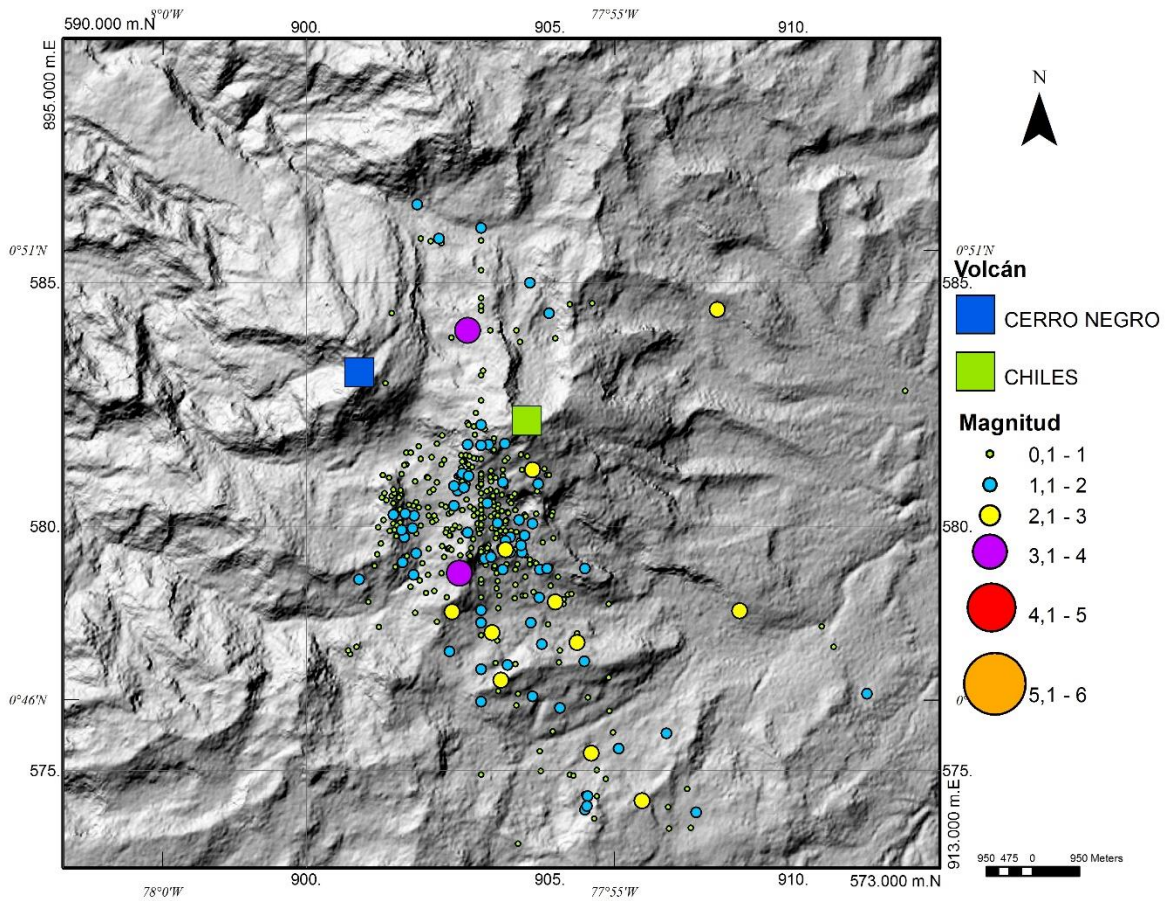 590.000 m.N
8°0'W
900.
905.
77°55'W
910.
895.000 m.E
N
0°51'N
0°51'N
585.
585.
Volcán
CERRO NEGRO
CHILES
Magnitud
0,1 - 1
1,1 - 2
2,1 - 3
3,1 - 4
4,1 - 5
5,1 - 6
580.
580.
0°46'N
0°
575.
575.
913.000 m.E
950 475 0 950 Meters
78°0'W
900.
905.
77°55'W
910.
573.000 m.N